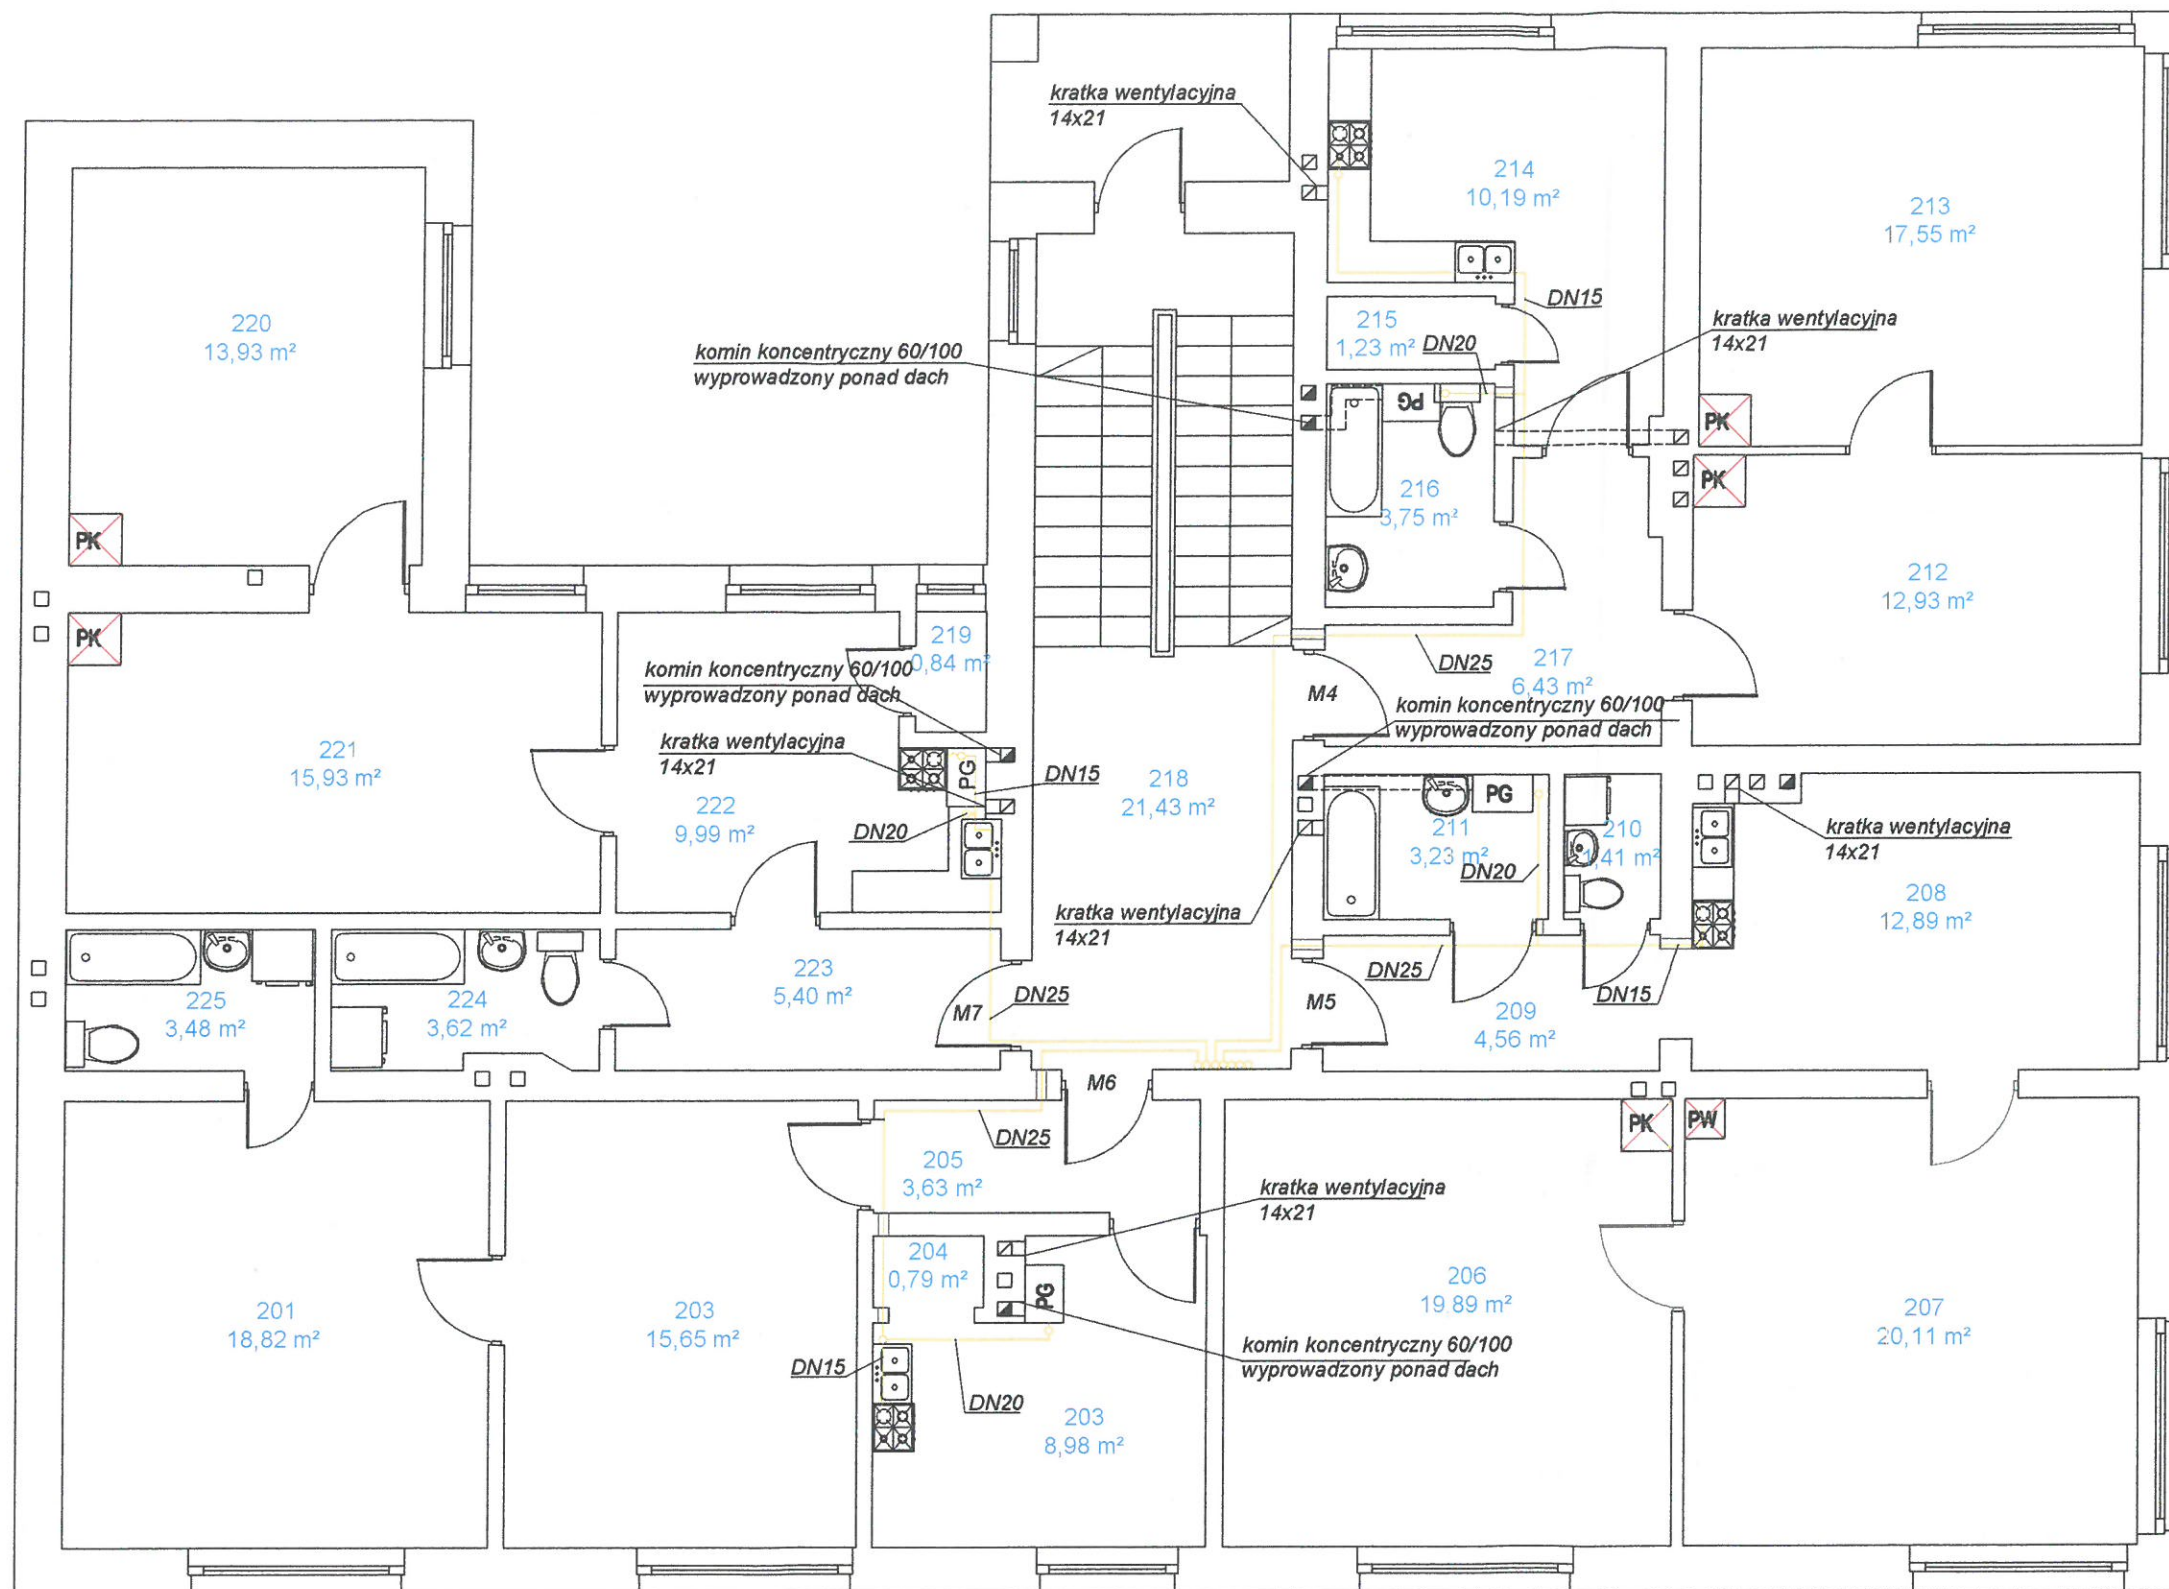 kratka wentylacyjna
14x21
214
10,19 m²
213
17,55 m²
220
13,93 m²
DN15
215
1,23 m²
DN20
kratka wentylacyjna
14x21
komin koncentryczny 60/100
wyprowadzony ponad dach
PG
PK
PK
216
3,75 m²
PK
212
12,93 m²
PK
219
0,84 m²
komin koncentryczny 60/100
wyprowadzony ponad dach
DN25
217
6,43 m²
M4
komin koncentryczny 60/100
wyprowadzony ponad dach
kratka wentylacyjna
14x21
221
15,93 m²
PG
DN15
218
21,43 m²
PG
222
9,99 m²
DN20
211
3,23 m²
DN20
210
1,41 m²
kratka wentylacyjna
14x21
208
12,89 m²
kratka wentylacyjna
14x21
225
3,48 m²
224
3,62 m²
223
5,40 m²
M7
DN25
M5
DN25
DN15
209
4,56 m²
M6
DN25
PK
PW
205
3,63 m²
kratka wentylacyjna
14x21
204
0,79 m²
PG
201
18,82 m²
203
15,65 m²
206
19,89 m²
207
20,11 m²
komin koncentryczny 60/100
wyprowadzony ponad dach
DN15
DN20
203
8,98 m²